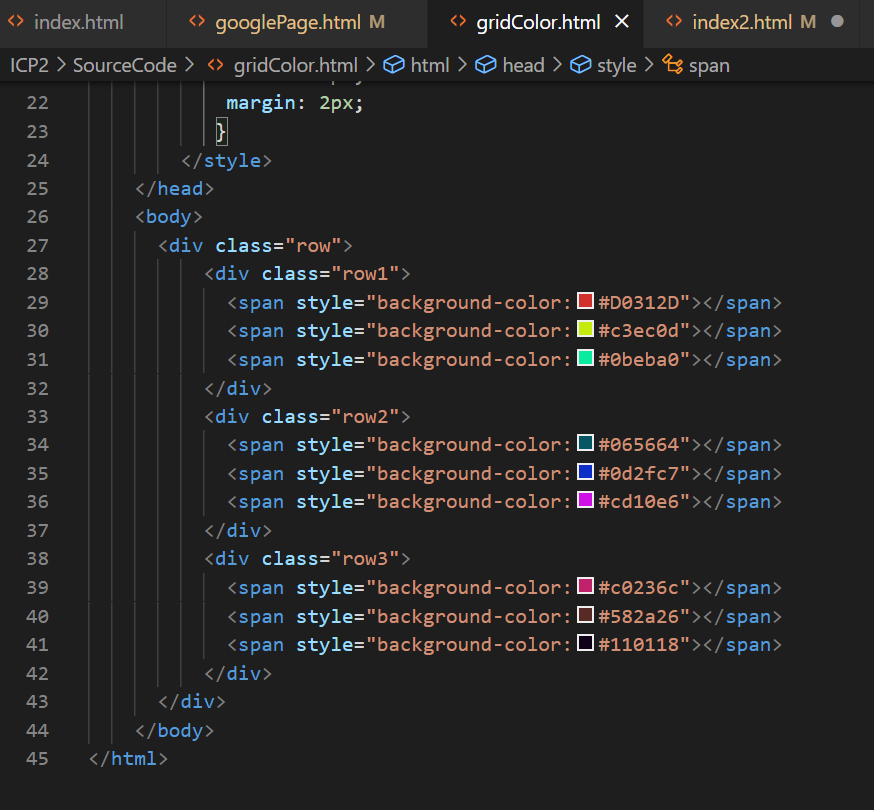 index.html googlePage.html M gridColor.html index2.html M
ICP2 > SourceCode > gridColor.html > html > head > style > span
22 margin: 2px;
23 }
24 </style>
25 </head>
26 <body>
27 <div class="row">
28 <div class="row1">
29 <span style="background-color:#D0312D"></span>
30 <span style="background-color:#c3ec0d"></span>
31 <span style="background-color:#0beba0"></span>
32 </div>
33 <div class="row2">
34 <span style="background-color:#065664"></span>
35 <span style="background-color:#0d2fc7"></span>
36 <span style="background-color:#cd10e6"></span>
37 </div>
38 <div class="row3">
39 <span style="background-color:#c0236c"></span>
40 <span style="background-color:#582a26"></span>
41 <span style="background-color:#110118"></span>
42 </div>
43 </div>
44 </body>
45 </html>